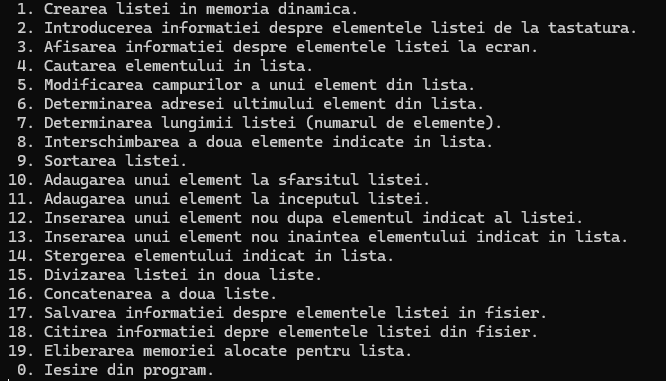 1. Crearea listei in memoria dinamica.
2. Introducerea informatiei despre elementele listei de la tastatura.
3. Afisarea informatiei despre elementele listei la ecran.
4. Cautarea elementului in lista.
5. Modificarea campurilor a unui element din lista.
6. Determinarea adresei ultimului element din lista.
7. Determinarea lungimii listei (numarul de elemente).
8. Interschimbarea a doua elemente indicate in lista.
9. Sortarea listei.
10. Adaugarea unui element la sfarsitul listei.
11. Adaugarea unui element la inceputul listei.
12. Inserarea unui element nou dupa elementul indicat al listei.
13. Inserarea unui element nou inaintea elementului indicat in lista.
14. Stergerea elementului indicat in lista.
15. Divizarea listei in doua liste.
16. Concatenarea a doua liste.
17. Salvarea informatiei despre elementele listei in fisier.
18. Citirea informatiei depre elementele listei din fisier.
19. Eliberarea memoriei alocate pentru lista.
0. Iesire din program.